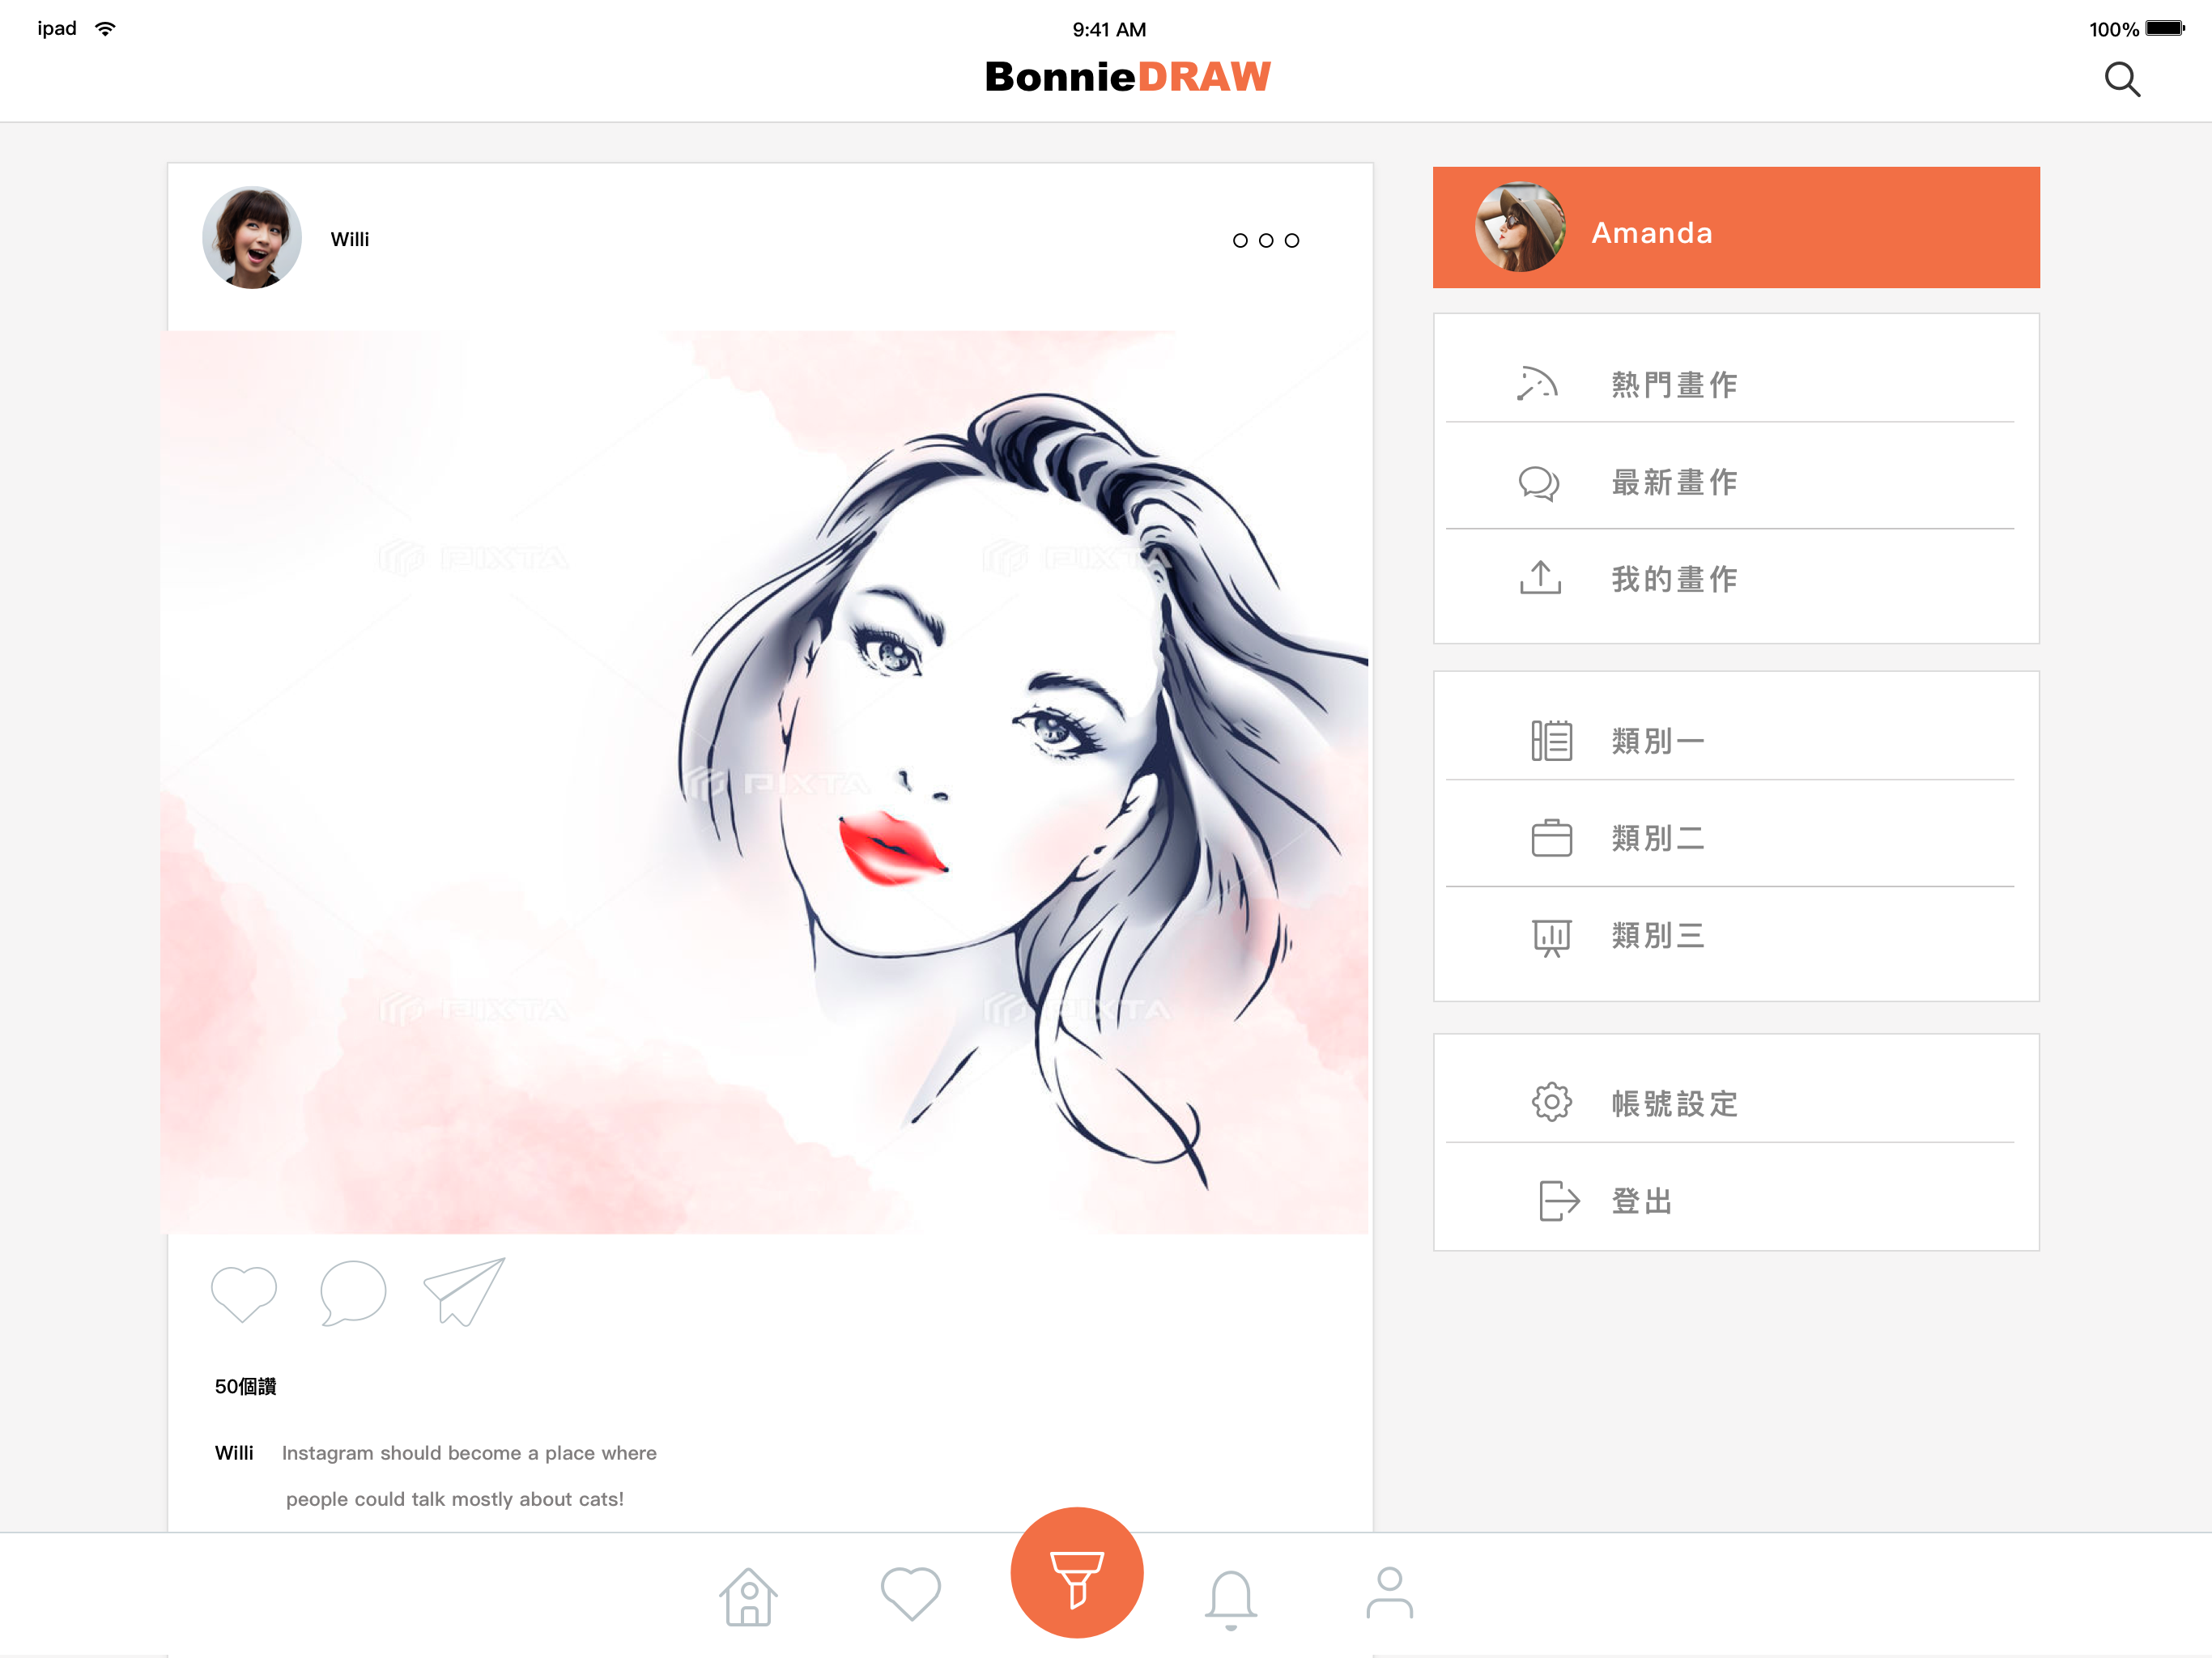 ipad
9:41 AM
100%
BonnieDRAW
Willi
Amanda
熱門畫作
最新畫作
我的畫作
類別一
類別二
類別三
帳號設定
登出
PIXTA
PIXTA
PIXTA
PIXTA
PIXTA
50個讚
Willi Instagram should become a place where
people could talk mostly about cats!